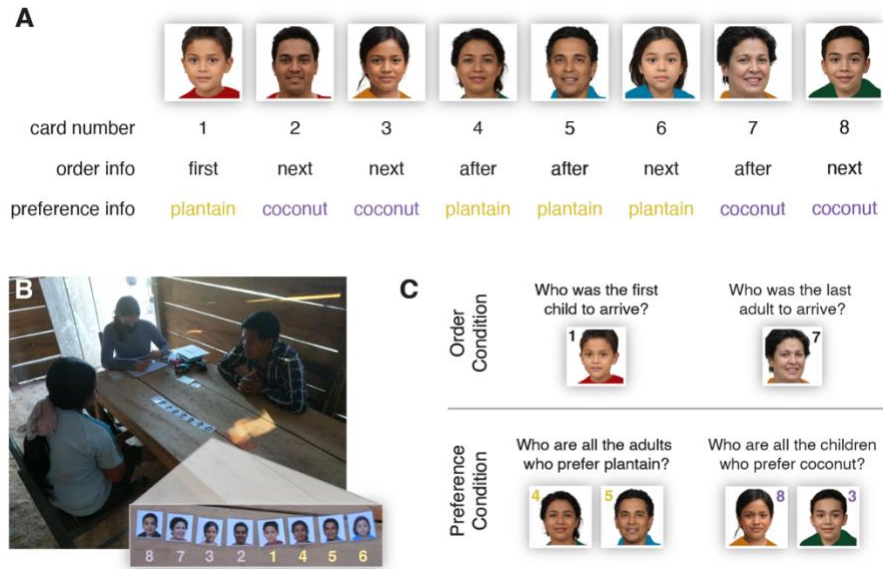 A
card number 1 2 3 4 5 6 7 8
order info first next next after after next after next
preference info plantain coconut coconut plantain plantain plantain coconut coconut
B
8 7 3 2 1 4 5 6
C
Order
Condition
Who was the first
child to arrive?
1
Who was the last
adult to arrive?
7
Preference
Condition
Who are all the adults
who prefer plantain?
4 5
Who are all the children
who prefer coconut?
8 3